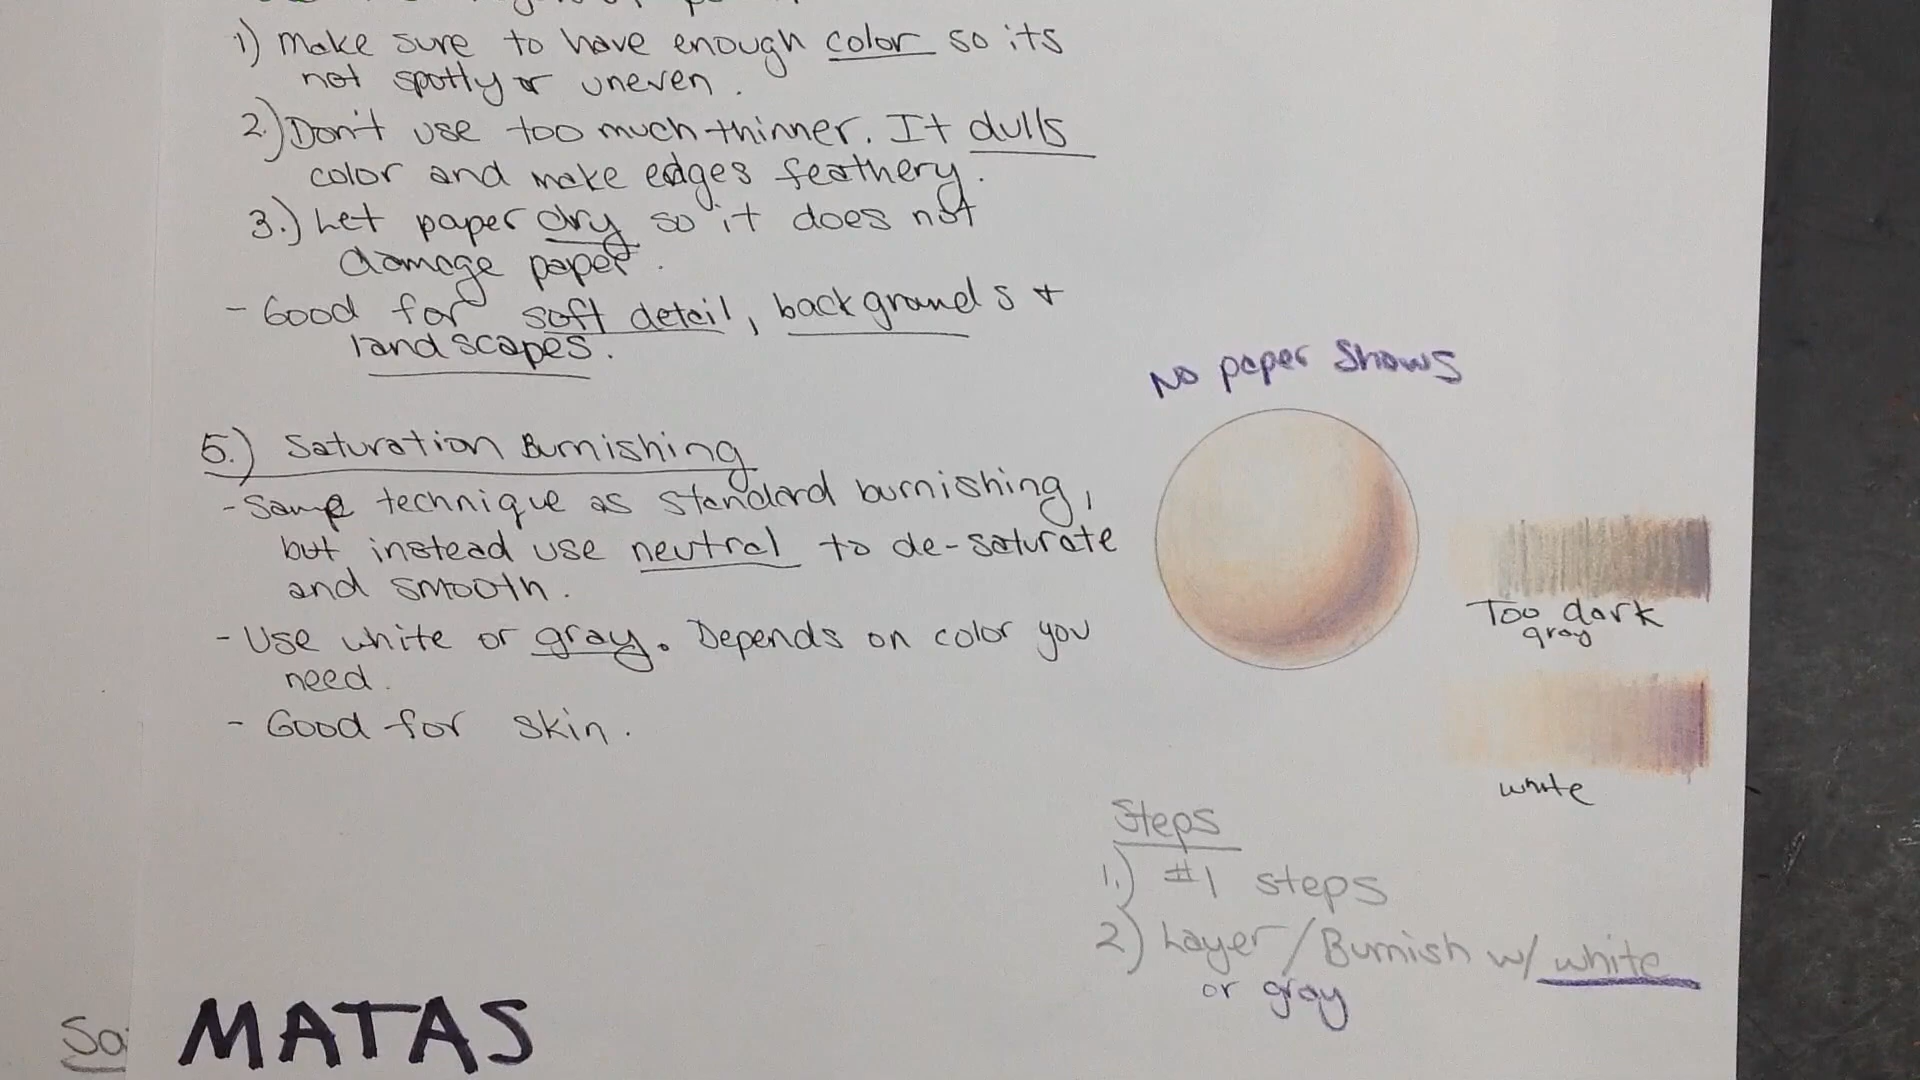 1) Make sure to have enough color so its
not spotty or uneven.
2.) Don't use too much thinner. It dulls
color and make edges feathery.
3.) Let paper dry so it does not
damage paper.
- Good for soft detail, backgrounds +
landscapes.
5.) Saturation Burnishing
- Same technique as standard burnishing,
but instead use neutral to de-saturate
and smooth.
- Use white or gray. Depends on color you
need.
- Good for skin.
No paper shows
Too dark
gray
white
Steps
1.) #1 steps
2) Layer/Burnish w/ white
or gray
Sa
MATAS